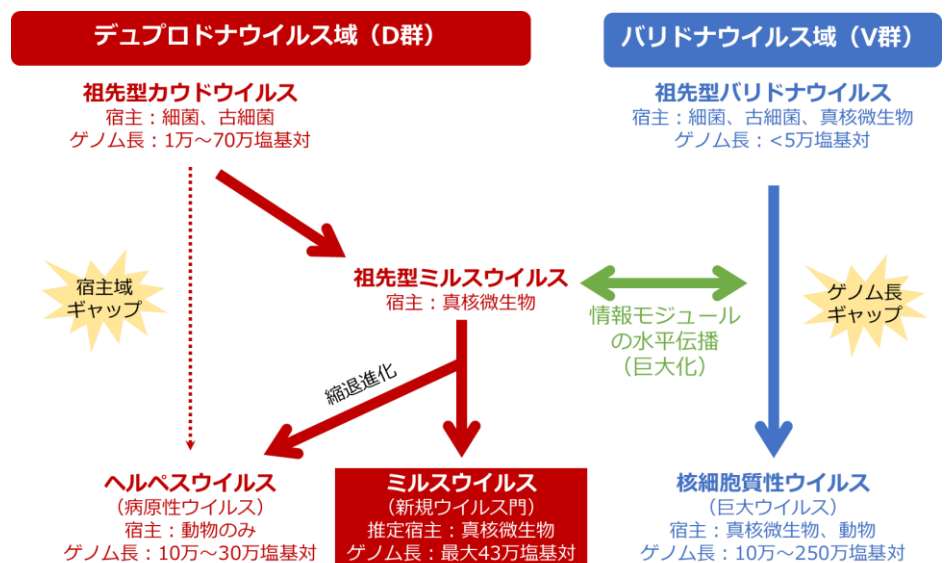 デュプロドナウイルス域（D群）
バリドナウイルス域（V群）
祖先型カウドウイルス
宿主：細菌、古細菌
ゲノム長：1万～70万塩基対
祖先型バリドナウイルス
宿主：細菌、古細菌、真核微生物
ゲノム長：<5万塩基対
宿主域
ギャップ
祖先型ミルスウイルス
宿主：真核微生物
情報モジュール
の水平伝播
（巨大化）
ゲノム長
ギャップ
縮退進化
ヘルペスウイルス
（病原性ウイルス）
宿主：動物のみ
ゲノム長：10万～30万塩基対
ミルスウイルス
（新規ウイルス門）
推定宿主：真核微生物
ゲノム長：最大43万塩基対
核細胞質性ウイルス
（巨大ウイルス）
宿主：真核微生物、動物
ゲノム長：10万～250万塩基対